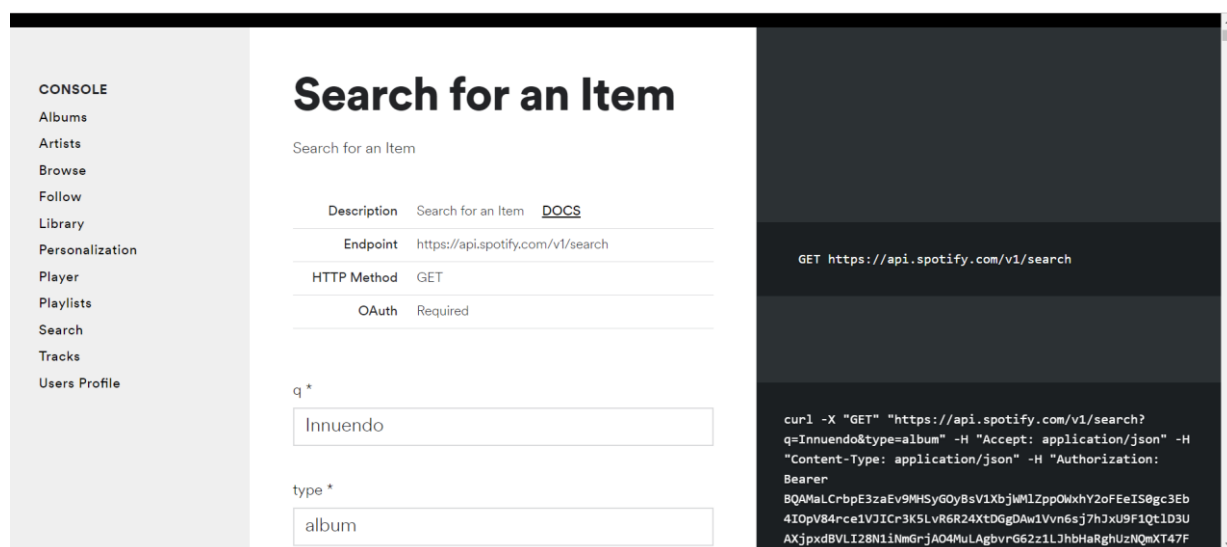 CONSOLE
Albums
Artists
Browse
Follow
Library
Personalization
Player
Playlists
Search
Tracks
Users Profile
Search for an Item
Search for an Item
Description Search for an Item DOCS
Endpoint https://api.spotify.com/v1/search
HTTP Method GET
OAuth Required
q *
Innuendo
type *
album
GET https://api.spotify.com/v1/search
curl -X "GET" "https://api.spotify.com/v1/search?
q=Innuendo&type=album" -H "Accept: application/json" -H
"Content-Type: application/json" -H "Authorization:
Bearer